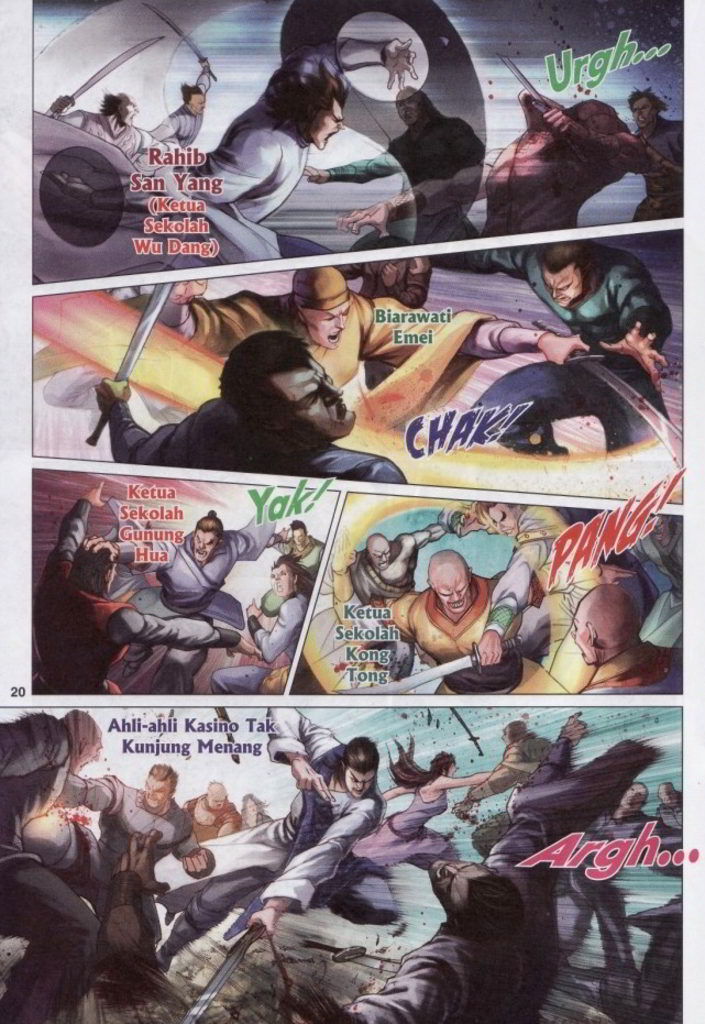 Urgh...
Rahib
San Yang
(Ketua
Sekolah
Wu Dang)
Biarawati
Emei
CHAK!
Ketua
Sekolah
Gunung
Hua
Yak!
PANG!
Ketua
Sekolah
Kong
Tong
20
Ahli-ahli Kasino Tak
Kunjung Menang
Argh...